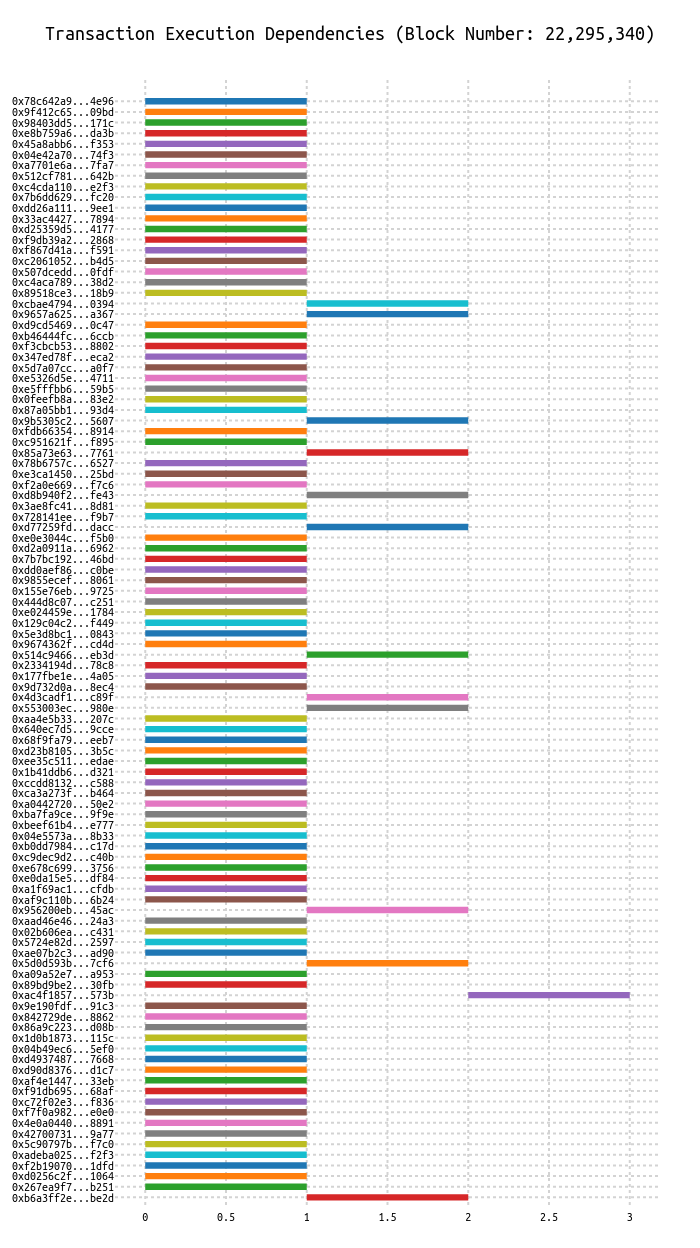 Transaction Execution Dependencies (Block Number: 22,295,340)
0x78c642a9...4e96
0x9f412c65...09bd
0x98403dd5...171c
0xe8b759a6...da3b
0x45a8abb6...f353
0x04e42a70...74f3
0xa7701e6a...7fa7
0x512cf781...642b
0xc4cda110...e2f3
0x7b6dd629...fc20
0xdd26a111...9ee1
0x33ac4427...7894
0xd25359d5...4177
0xf9db39a2...2868
0xf867d41a...f591
0xc2061052...b4d5
0x507dcedd...0fdf
0xc4aca789...38d2
0x89518ce3...18b9
0xcbae4794...0394
0x9657a625...a367
0xd9cd5469...0c47
0xb46444fc...6ccb
0xf3cbcb53...8802
0x347ed78f...eca2
0x5d7a07cc...a0f7
0xe5326d5e...4711
0xe5fffbb6...59b5
0x0feefb8a...83e2
0x87a05bb1...93d4
0x9b5305c2...5607
0xfdb66354...8914
0xc951621f...f895
0x85a73e63...7761
0x78b6757c...6527
0xe3ca1450...25bd
0xf2a0e669...f7c6
0xd8b940f2...fe43
0x3ae8fc41...8d81
0x728141ee...f9b7
0xd77259fd...dacc
0xe0e3044c...f5b0
0xd2a0911a...6962
0x7b7bc192...46bd
0xdd0aef86...c0be
0x9855ecef...8061
0x155e76eb...9725
0x444d8c07...c251
0xe024459e...1784
0x129c04c2...f449
0x5e3d8bc1...0843
0x9674362f...cd4d
0x514c9466...eb3d
0x2334194d...78c8
0x177fbe1e...4a05
0x9d732d0a...8ec4
0x4d3cadf1...c89f
0x553003ec...980e
0xaa4e5b33...207c
0x640ec7d5...9cce
0x68f9fa79...eeb7
0xd23b8105...3b5c
0xee35c511...edae
0x1b41ddb6...d321
0xccdd8132...c588
0xca3a273f...b464
0xa0442720...50e2
0xba7fa9ce...9f9e
0xbeef61b4...e777
0x04e5573a...8b33
0xb0dd7984...c17d
0xc9dec9d2...c40b
0xe678c699...3756
0xe0da15e5...df84
0xa1f69ac1...cfdb
0xaf9c110b...6b24
0x956200eb...45ac
0xaad46e46...24a3
0x02b606ea...c431
0x5724e82d...2597
0xae07b2c3...ad90
0x5d0d593b...7cf6
0xa09a52e7...a953
0x89bd9be2...30fb
0xac4f1857...573b
0x9e190fdf...91c3
0x842729de...8862
0x86a9c223...d08b
0x1d0b1873...115c
0x04b49ec6...5ef0
0xd4937487...7668
0xd90d8376...d1c7
0xaf4e1447...33eb
0xf91db695...68af
0xc72f02e3...f836
0xf7f0a982...e0e0
0x4e0a0440...8891
0x42700731...9a77
0x5c90797b...f7c0
0xadeba025...f2f3
0xf2b19070...1dfd
0xd0256c2f...1064
0x267ea9f7...b251
0xb6a3ff2e...be2d
0 0.5 1 1.5 2 2.5 3